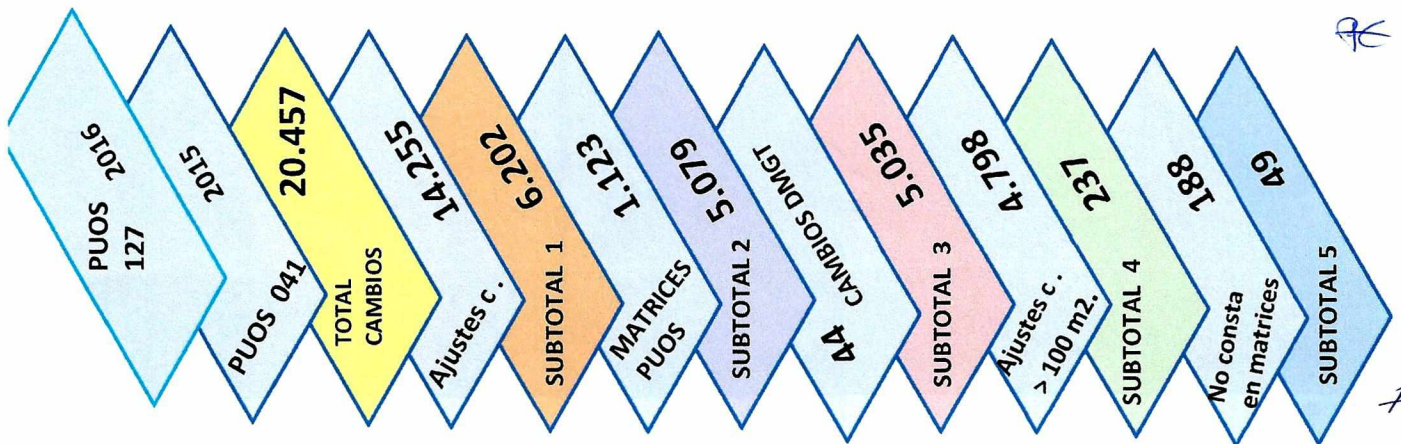 PUOS 2016
127
PUOS 041 2015
TOTAL
CAMBIOS
20.457
Ajustes c.
14.255
SUBTOTAL 1
6.202
MATRICES
PUOS
1.123
SUBTOTAL 2
5.079
44 CAMBIOS DMGT
SUBTOTAL 3
5.035
Ajustes c.
> 100 m2.
4.798
SUBTOTAL 4
237
No consta
en matrices
188
SUBTOTAL 5
49